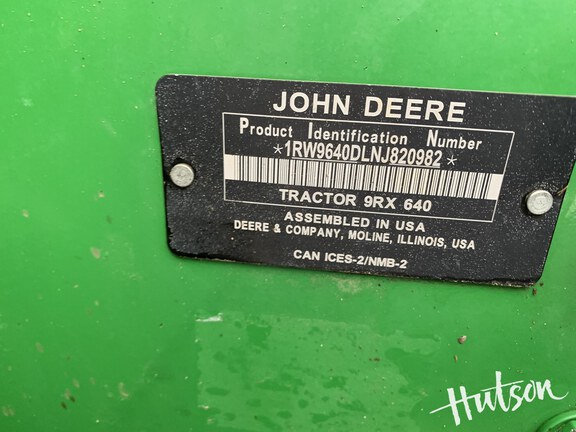 JOHN DEERE
Product Identification Number
*1RW9640DLNJ820982*
TRACTOR 9RX 640
ASSEMBLED IN USA
DEERE & COMPANY, MOLINE, ILLINOIS, USA
CAN ICES-2/NMB-2
Hutson